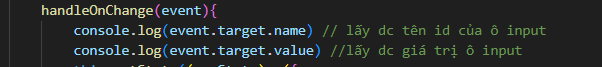 handleOnChange(event){
console.log(event.target.name) // lấy dc tên id của ô input
console.log(event.target.value) //lấy dc giá trị ô input